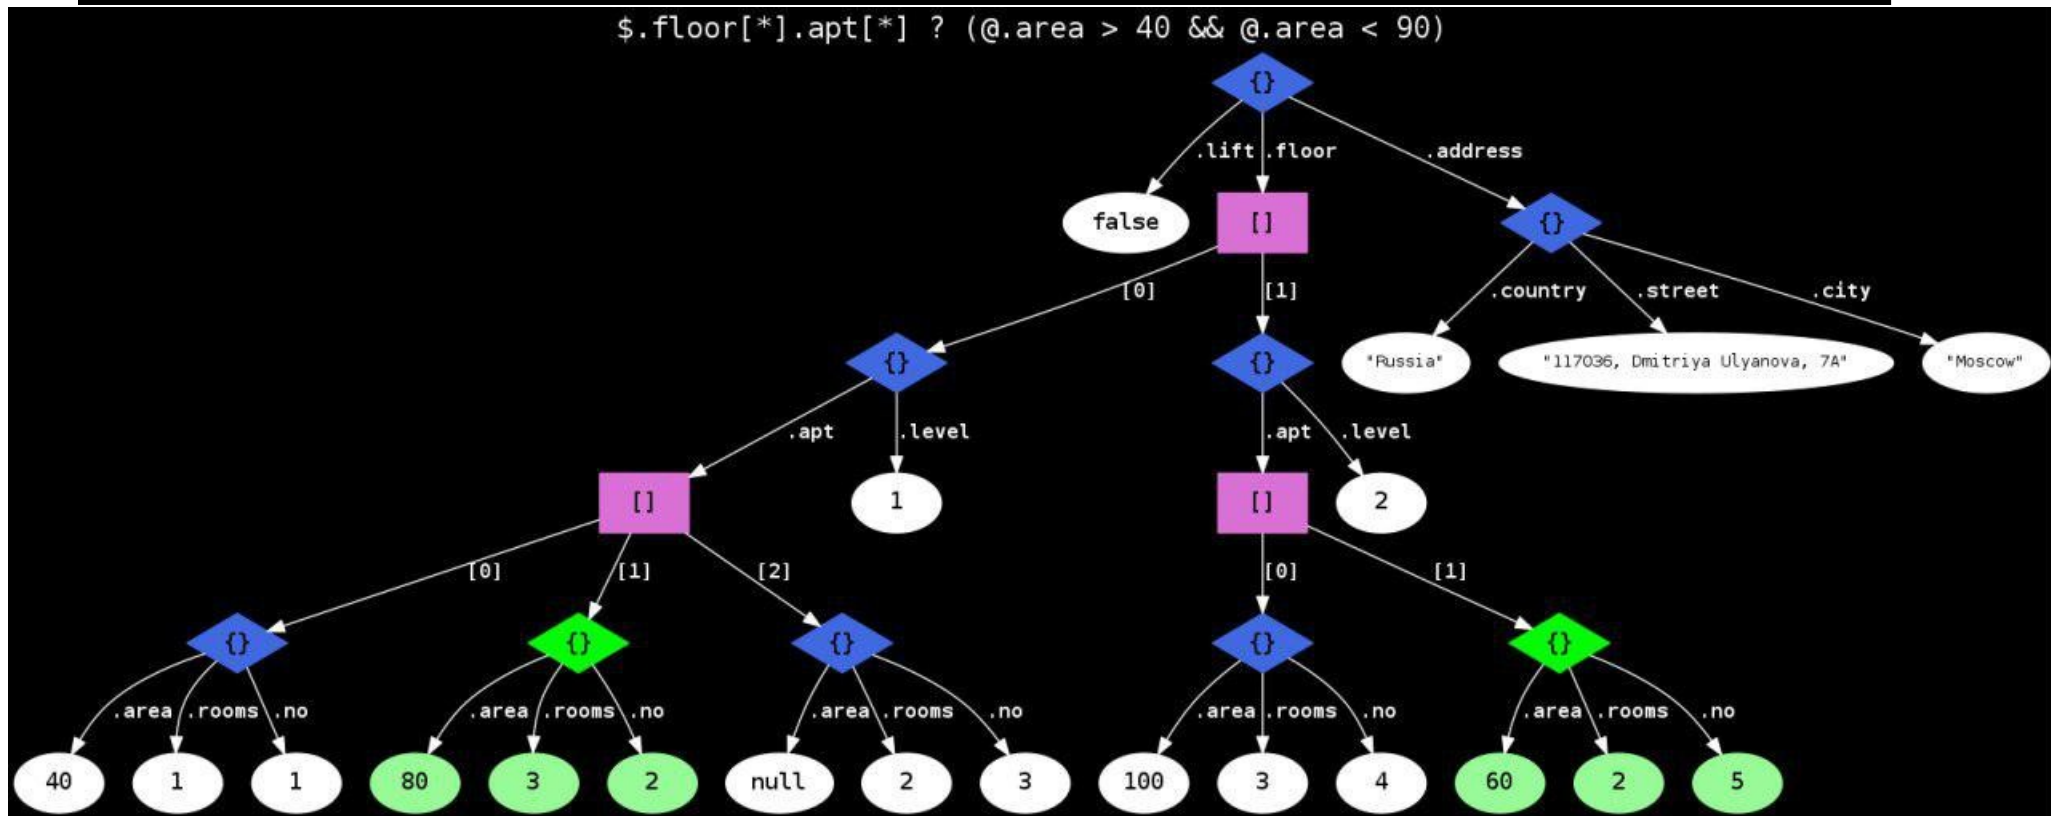 $.floor[*].apt[*] ? (@.area > 40 && @.area < 90)
{}
.lift .floor .address
false [] {}
[0] [1] .country .street .city
{} {} "Russia" "117036, Dmitriya Ulyanova, 7A" "Moscow"
.apt .level .apt .level
[] 1 [] 2
[0] [1] [2] [0] [1]
{} {} {} {} {}
.area .rooms .no .area .rooms .no .area .rooms .no .area .rooms .no .area .rooms .no
40 1 1 80 3 2 null 2 3 100 3 4 60 2 5